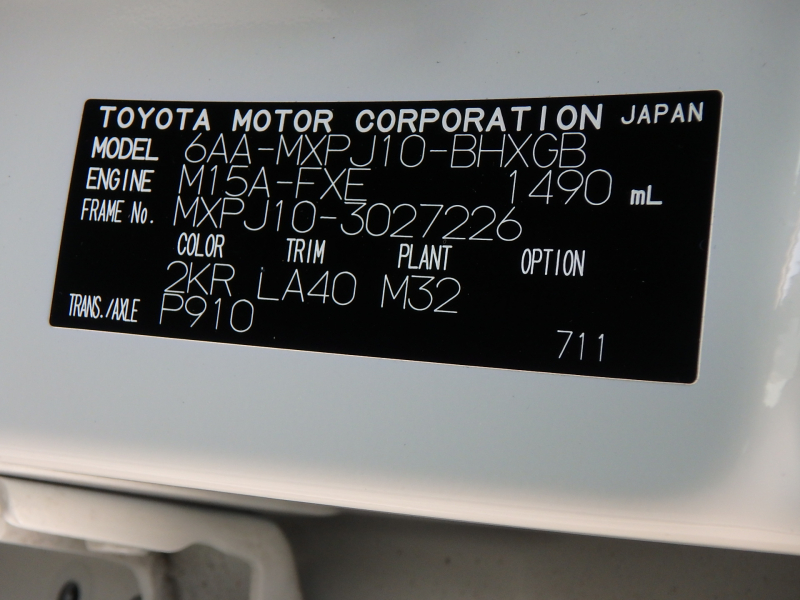 TOYOTA MOTOR CORPORATION JAPAN
MODEL 6AA-MXPJ10-BHXGB
ENGINE M15A-FXE 1490 mL
FRAME No. MXPJ10-3027226
COLOR TRIM PLANT OPTION
2KR LA40 M32
TRANS./AXLE P910
711